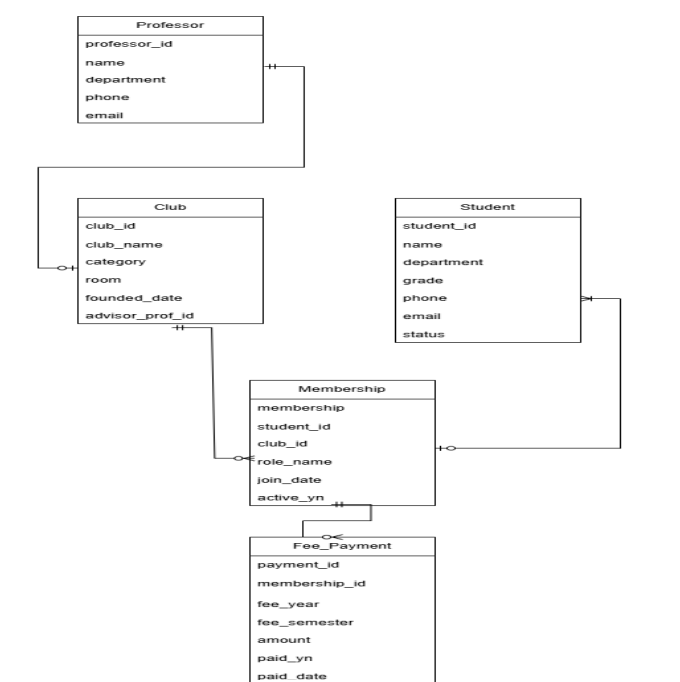 Professor
professor_id
name
department
phone
email
Club
club_id
club_name
category
room
founded_date
advisor_prof_id
Student
student_id
name
department
grade
phone
email
status
Membership
membership
student_id
club_id
role_name
join_date
active_yn
Fee_Payment
payment_id
membership_id
fee_year
fee_semester
amount
paid_yn
paid_date